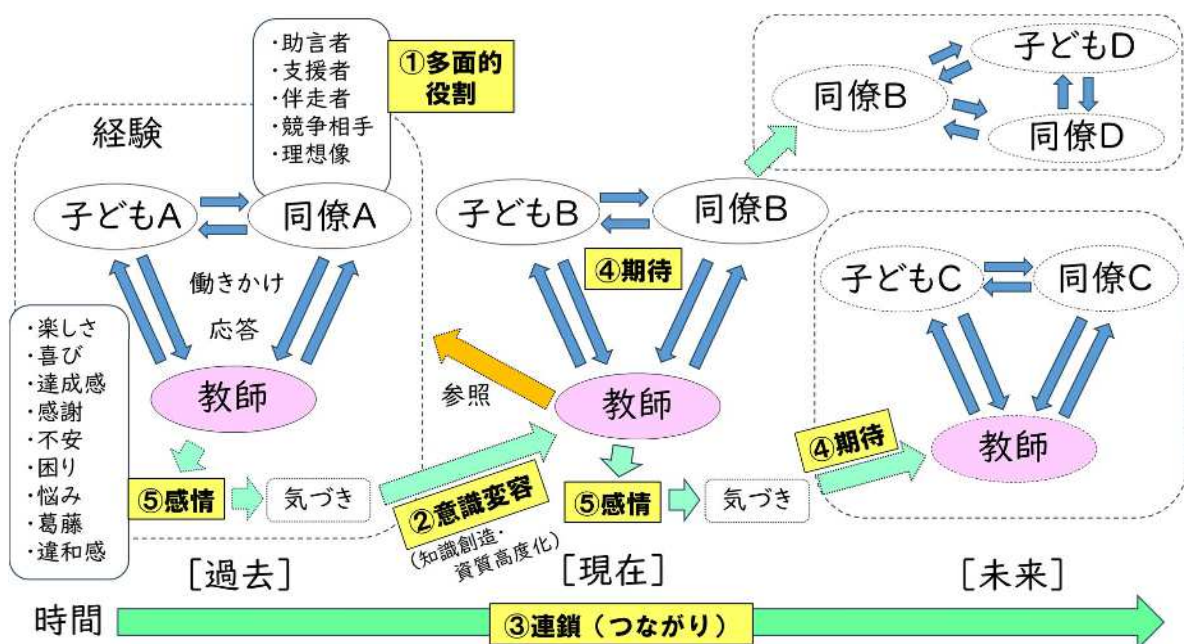 ・助言者
・支援者
・伴走者
・競争相手
・理想像
①多面的
役割
経験
子どもA
同僚A
働きかけ
応答
教師
・楽しさ
・喜び
・達成感
・感謝
・不安
・困り
・悩み
・葛藤
・違和感
⑤感情
気づき
参照
②意識変容
(知識創造・
資質高度化)
子どもB
同僚B
④期待
教師
⑤感情
気づき
同僚B
子どもD
同僚D
子どもC
同僚C
④期待
教師
[過去]
[現在]
[未来]
時間
③連鎖（つながり）